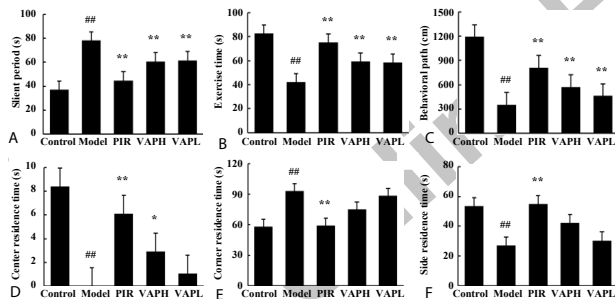 100
80
60
40
20
0
Slient period (s)
##
**
**
**
Control Model PIR VAPH VAPL
A
100
80
60
40
20
0
Exercise time (s)
##
**
**
**
Control Model PIR VAPH VAPL
B
1500
1200
900
600
300
0
Behavioral path (cm)
##
**
**
**
Control Model PIR VAPH VAPL
C
10
8
6
4
2
0
Center residence time (s)
##
**
*
Control Model PIR VAPH VAPL
D
120
90
60
30
0
Corner residence time (s)
##
**
Control Model PIR VAPH VAPL
E
80
60
40
20
0
Side residence time (s)
##
**
Control Model PIR VAPH VAPL
F